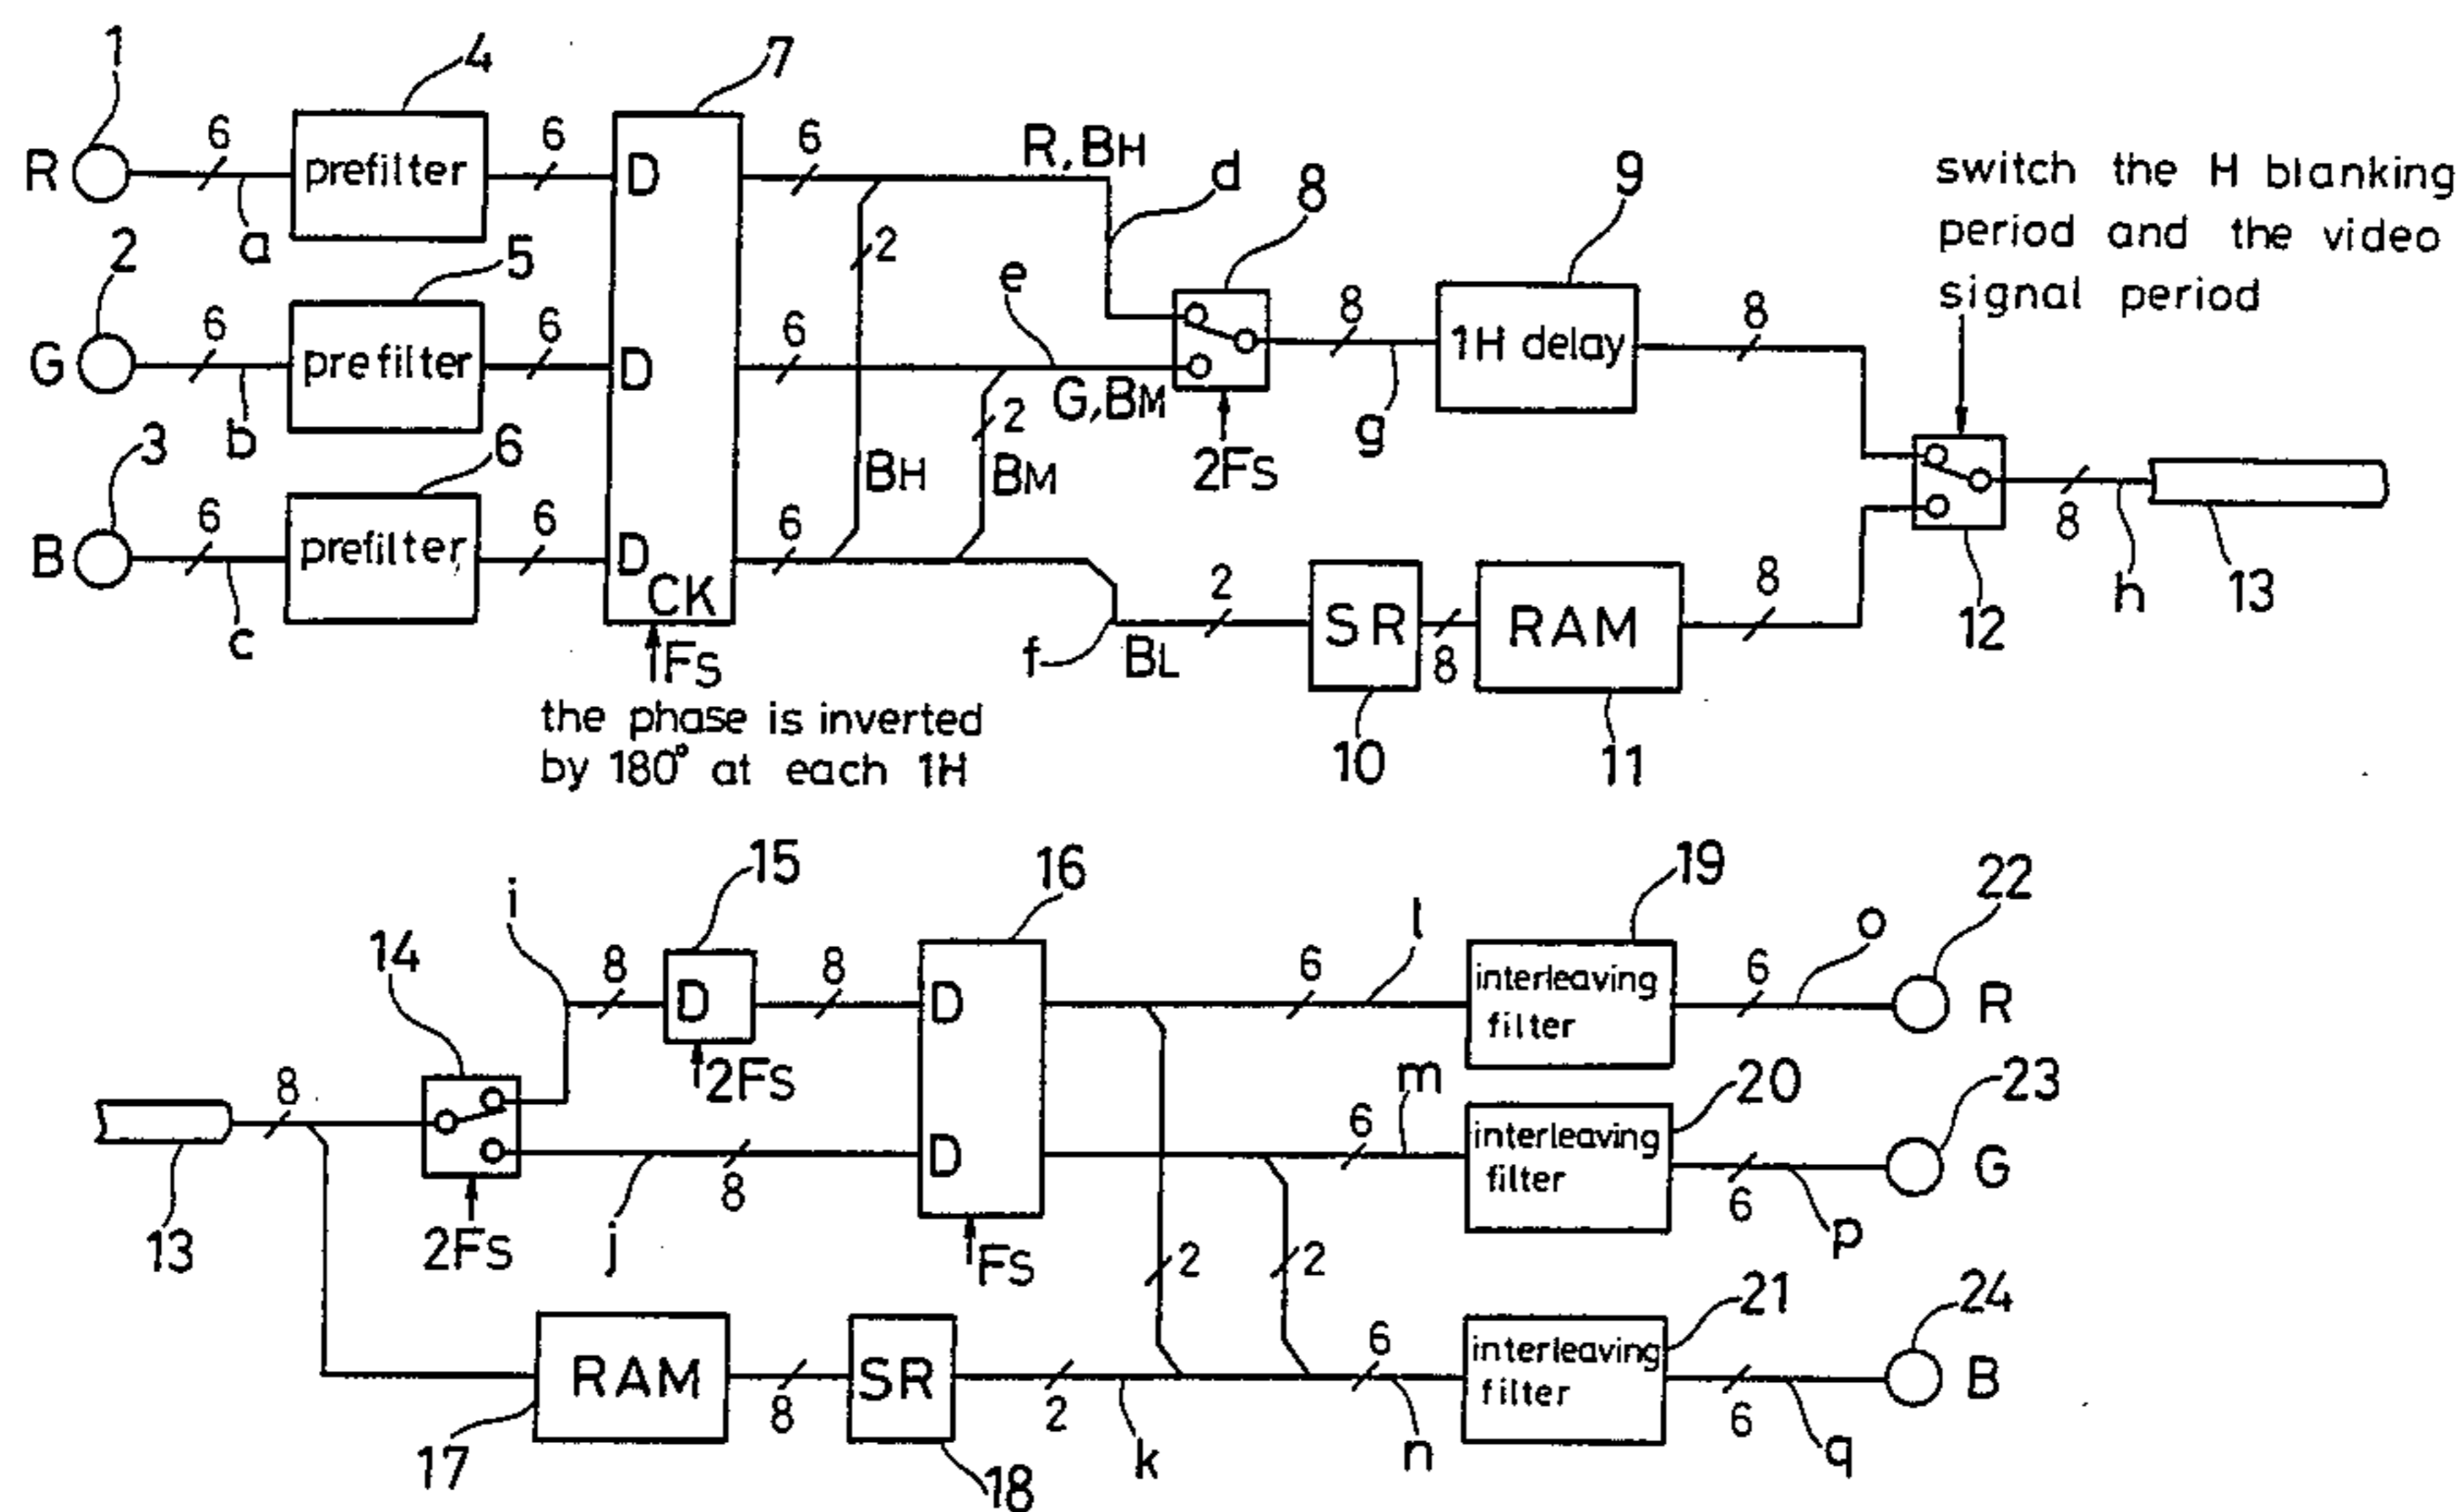 1
4
7
R
6
prefilter
6
D
6
R, BH
a
2
d
8
9
switch the H blanking
period and the video
signal period
2
5
G
6
prefilter
6
D
6
e
G, BM
2
8
1H delay
8
g
2FS
b
3
6
BH
BM
B
6
prefilter
6
D
CK
6
c
FS
the phase is inverted
by 180° at each 1H
f
BL
2
SR
8
RAM
8
10
11
12
8
h
13
14
i
15
16
l
19
o
22
8
D
8
D
6
interleaving
filter
6
R
2FS
13
8
2FS
j
8
D
FS
m
6
20
interleaving
filter
6
p
23
G
2
2
17
RAM
8
SR
18
2
k
6
n
21
interleaving
filter
6
q
24
B